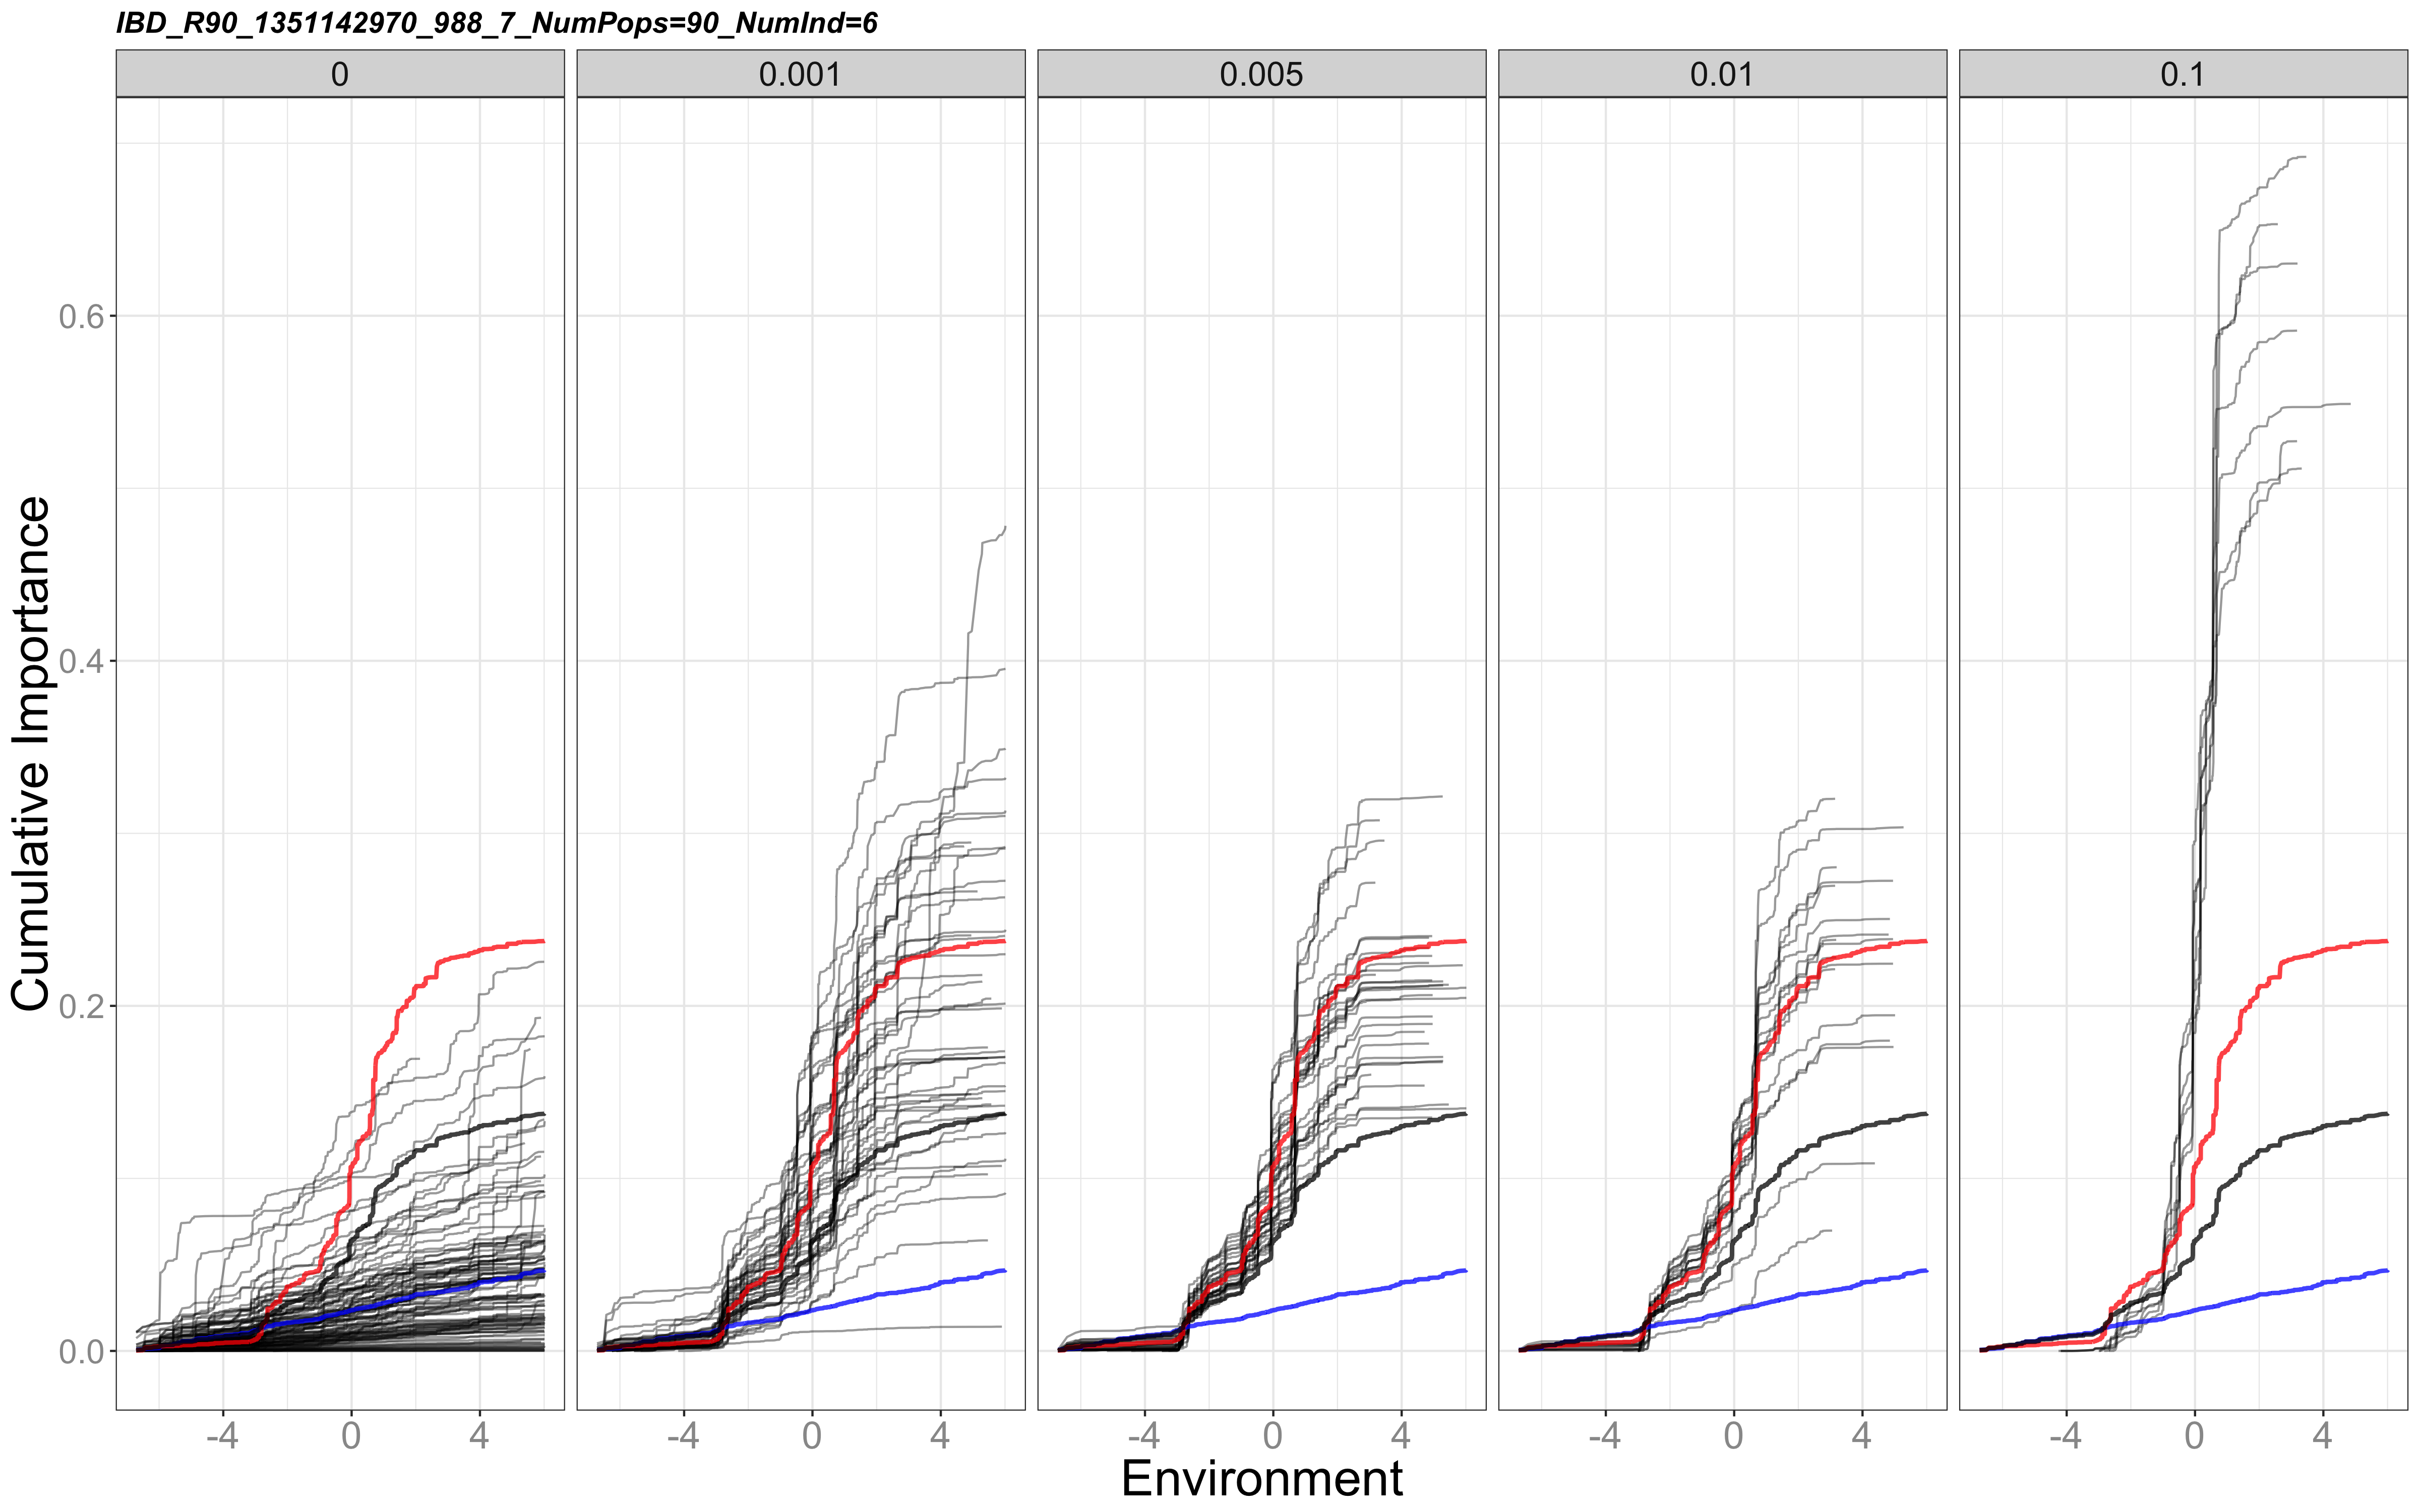 IBD_R90_1351142970_988_7_NumPops=90_NumInd=6
0 0.001 0.005 0.01 0.1
Cumulative Importance
0.6
0.4
0.2
0.0
-4 0 4 -4 0 4 -4 0 4 -4 0 4 -4 0 4
Environment